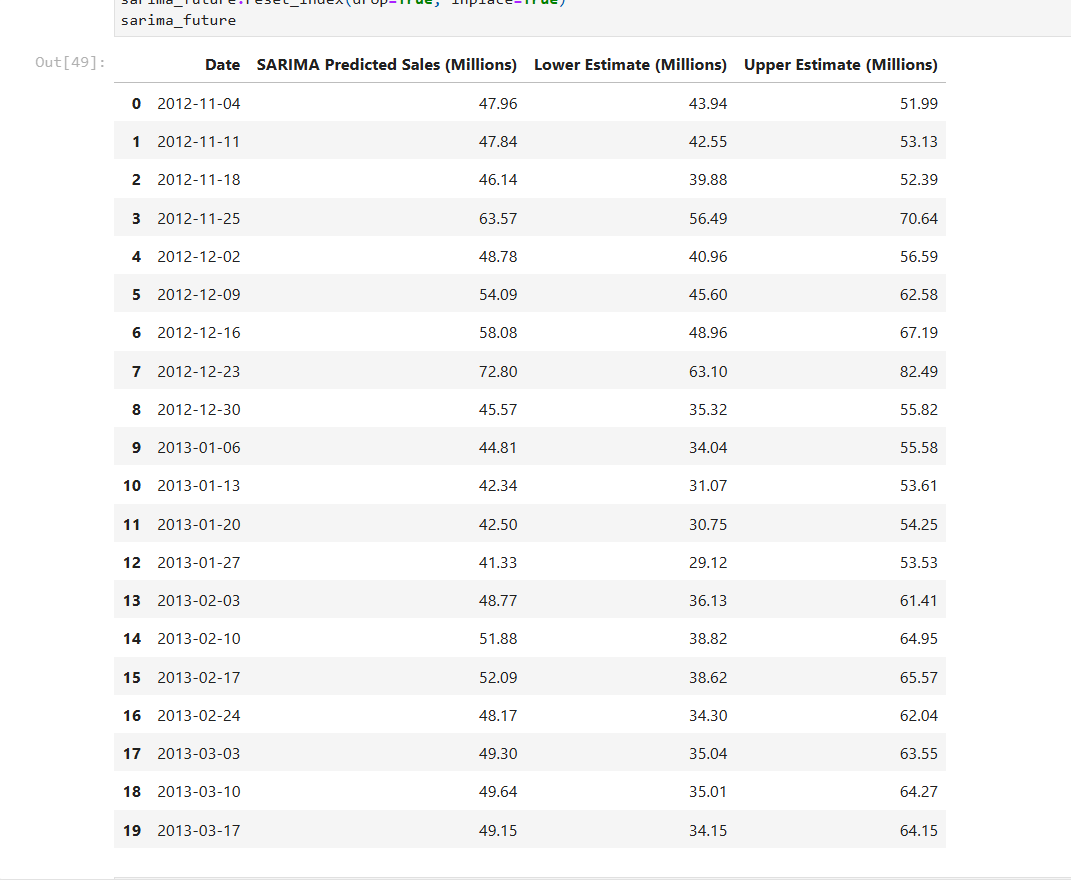 sarima_future.reset_index(drop=True, inplace=True)
sarima_future
Out[49]:
Date SARIMA Predicted Sales (Millions) Lower Estimate (Millions) Upper Estimate (Millions)
0 2012-11-04 47.96 43.94 51.99
1 2012-11-11 47.84 42.55 53.13
2 2012-11-18 46.14 39.88 52.39
3 2012-11-25 63.57 56.49 70.64
4 2012-12-02 48.78 40.96 56.59
5 2012-12-09 54.09 45.60 62.58
6 2012-12-16 58.08 48.96 67.19
7 2012-12-23 72.80 63.10 82.49
8 2012-12-30 45.57 35.32 55.82
9 2013-01-06 44.81 34.04 55.58
10 2013-01-13 42.34 31.07 53.61
11 2013-01-20 42.50 30.75 54.25
12 2013-01-27 41.33 29.12 53.53
13 2013-02-03 48.77 36.13 61.41
14 2013-02-10 51.88 38.82 64.95
15 2013-02-17 52.09 38.62 65.57
16 2013-02-24 48.17 34.30 62.04
17 2013-03-03 49.30 35.04 63.55
18 2013-03-10 49.64 35.01 64.27
19 2013-03-17 49.15 34.15 64.15